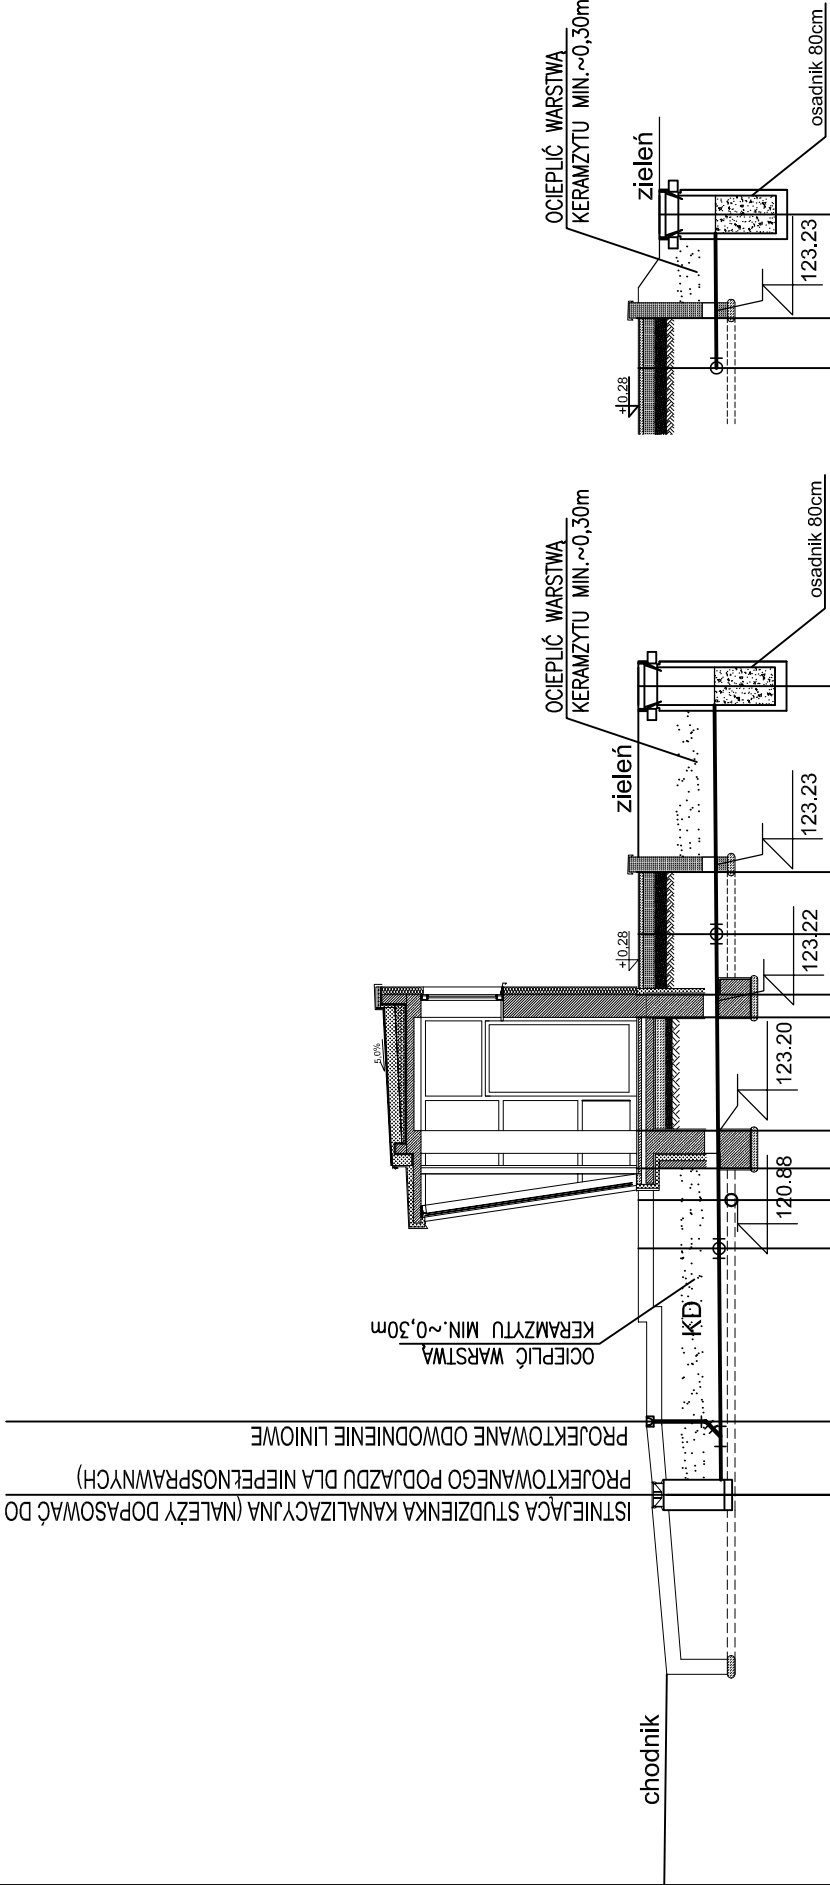 OCIEPLIĆ WARSTWĄ
KERAMZYTU MIN.~0,30m
zieleń
osadnik 80cm
123.23
+0,28
OCIEPLIĆ WARSTWĄ
KERAMZYTU MIN.~0,30m
zieleń
osadnik 80cm
123.23
+0,28
123.22
5,0%
123.20
120.88
OCIEPLIĆ WARSTWĄ
KERAMZYTU MIN.~0,30m
KD
PROJEKTOWANE ODWODNIENIE LINIOWE
ISTNIEJĄCA STUDZIENKA KANALIZACYJNA (NALEŻY DOPASOWAĆ DO
PROJEKTOWANEGO PODJAZDU DLA NIEPEŁNOSPRAWNYCH)
chodnik